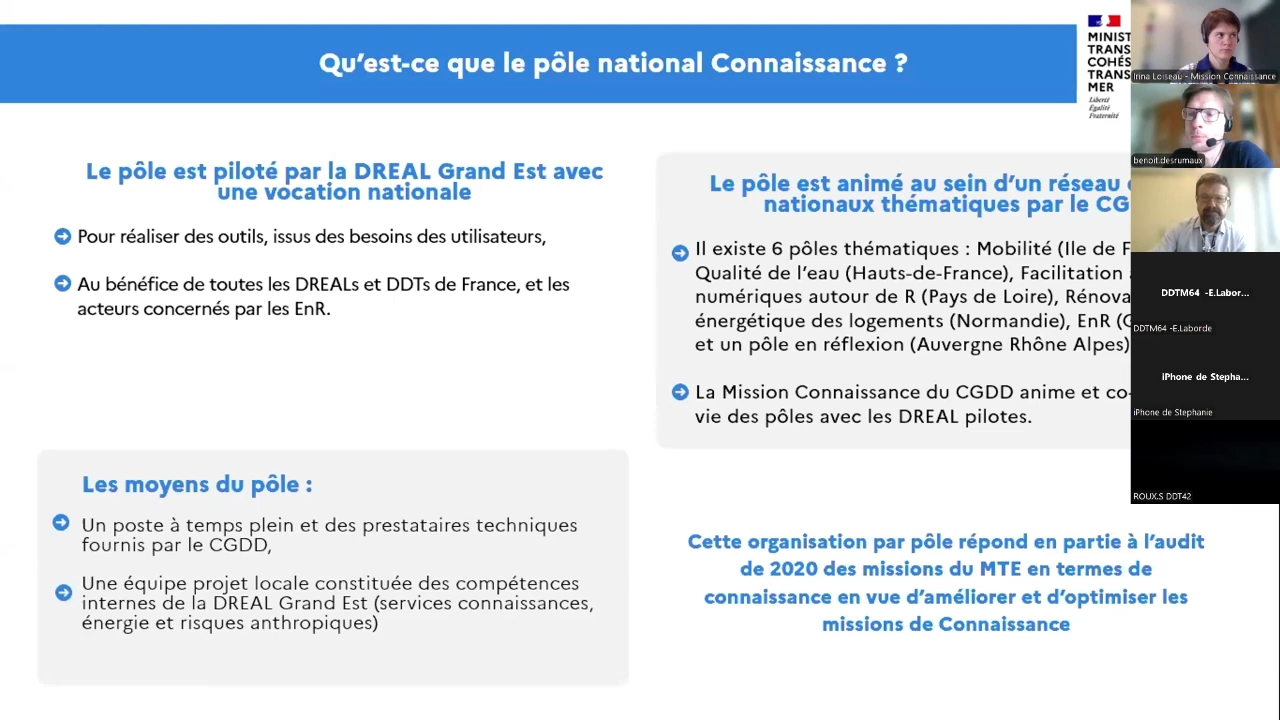 Qu’est-ce que le pôle national Connaissance ?
MINIST
TRANS
COHÉS
TRANS
MER
Liberté
Égalité
Fraternité
Le pôle est piloté par la DREAL Grand Est avec
une vocation nationale
Pour réaliser des outils, issus des besoins des utilisateurs,
Au bénéfice de toutes les DREALs et DDTs de France, et les
acteurs concernés par les EnR.
Le pôle est animé au sein d’un réseau
nationaux thématiques par le CG
Il existe 6 pôles thématiques : Mobilité (Ile de F
Qualité de l’eau (Hauts-de-France), Facilitation
numériques autour de R (Pays de Loire), Rénova
énergétique des logements (Normandie), EnR (G
et un pôle en réflexion (Auvergne Rhône Alpes)
La Mission Connaissance du CGDD anime et co-
vie des pôles avec les DREAL pilotes.
Les moyens du pôle :
Un poste à temps plein et des prestataires techniques
fournis par le CGDD,
Une équipe projet locale constituée des compétences
internes de la DREAL Grand Est (services connaissances,
énergie et risques anthropiques)
Cette organisation par pôle répond en partie à l’audit
de 2020 des missions du MTE en termes de
connaissance en vue d’améliorer et d’optimiser les
missions de Connaissance
Irina Loiseau - Mission Connaissance
benoit.desrumaux
DDTM64 -E.Labor...
DDTM64 -E.Laborde
iPhone de Stepha...
iPhone de Stephanie
ROUX.S DDT42